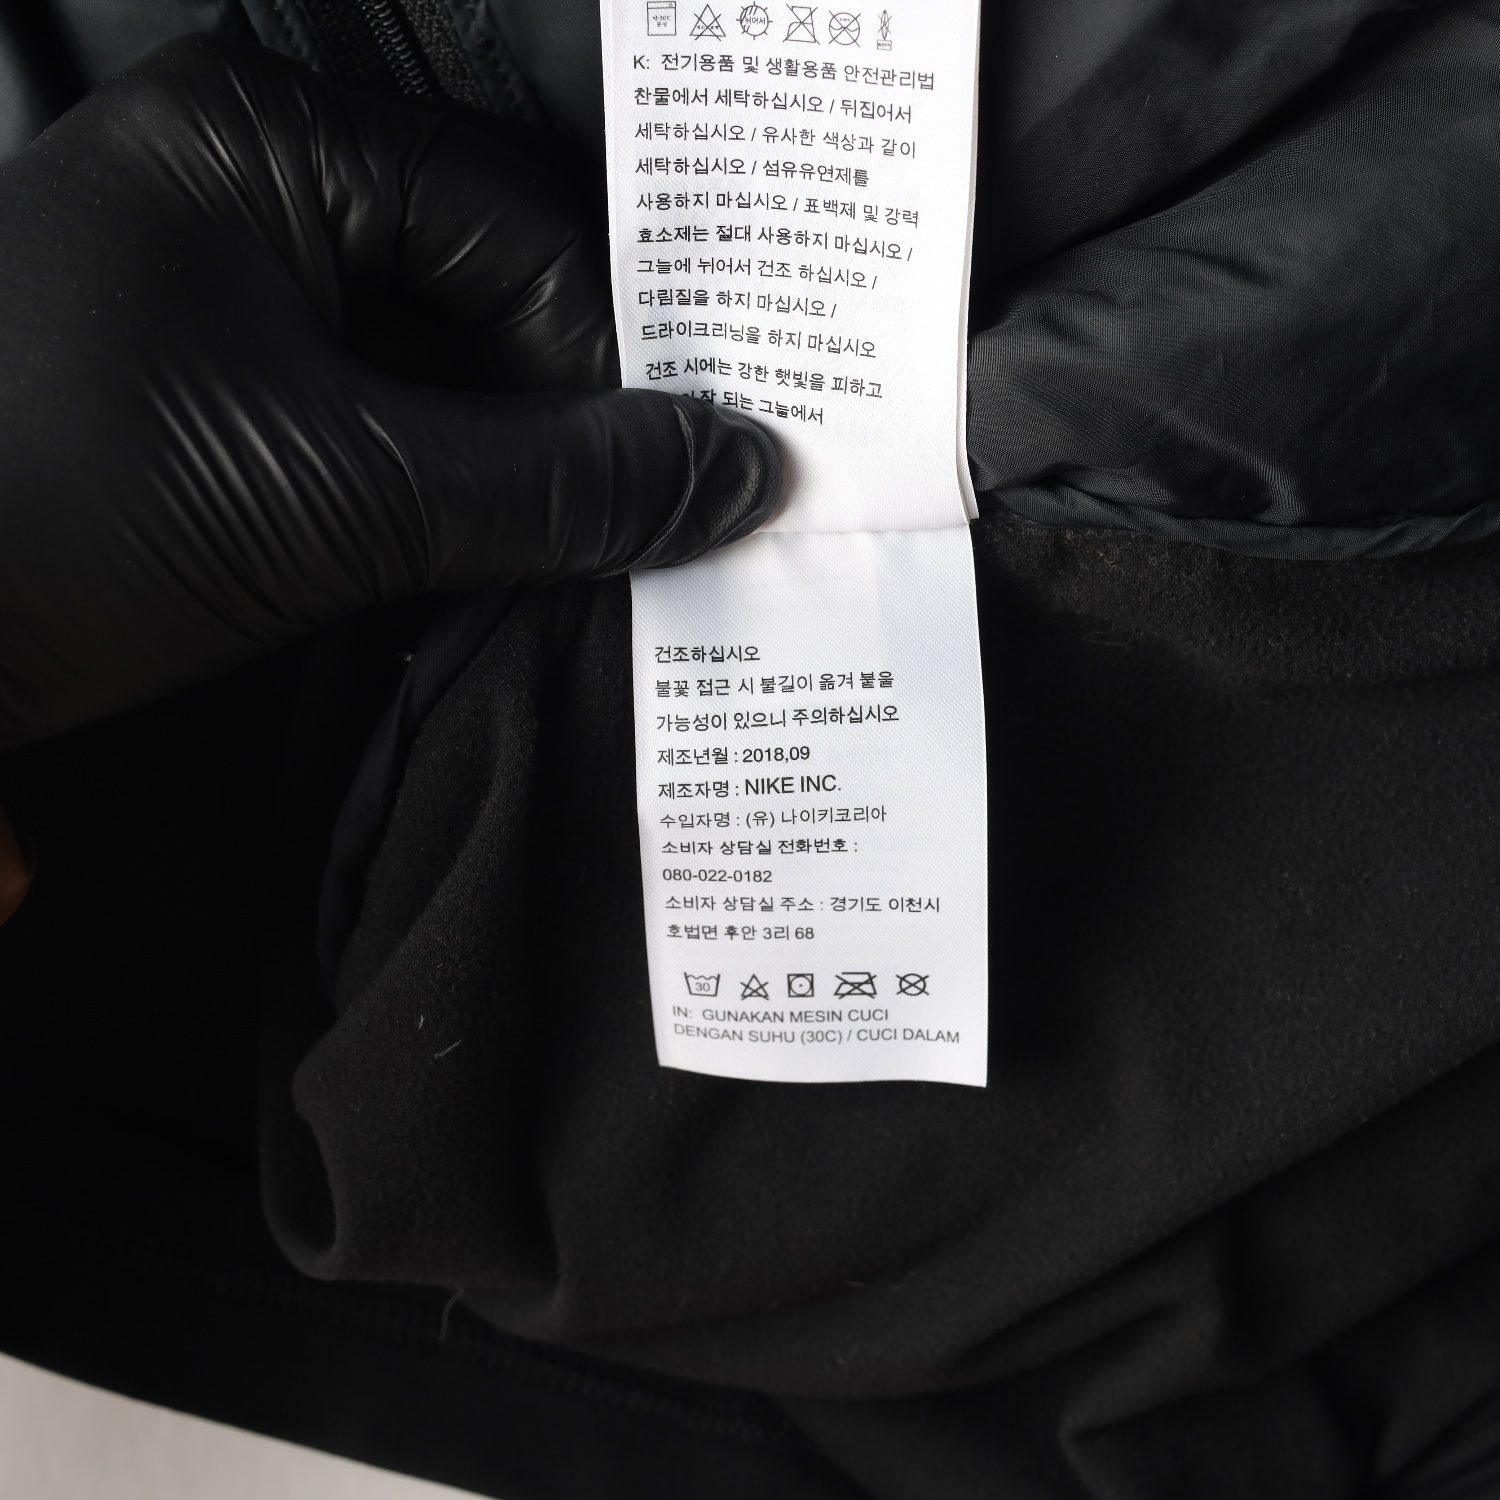 K: 전기용품 및 생활용품 안전관리법
찬물에서 세탁하십시오 / 뒤집어서
세탁하십시오 / 유사한 색상과 같이
세탁하십시오 / 섬유유연제를
사용하지 마십시오 / 표백제 및 강력
효소제는 절대 사용하지 마십시오 /
그늘에 뉘어서 건조 하십시오 /
다림질을 하지 마십시오 /
드라이크리닝을 하지 마십시오
건조 시에는 강한 햇빛을 피하고
잘 되는 그늘에서
건조하십시오
불꽃 접근 시 불길이 옮겨 붙을
가능성이 있으니 주의하십시오
제조년월 : 2018,09
제조자명 : NIKE INC.
수입자명 : (유) 나이키코리아
소비자 상담실 전화번호 :
080-022-0182
소비자 상담실 주소 : 경기도 이천시
호법면 후안 3리 68
30
IN: GUNAKAN MESIN CUCI
DENGAN SUHU (30C) / CUCI DALAM